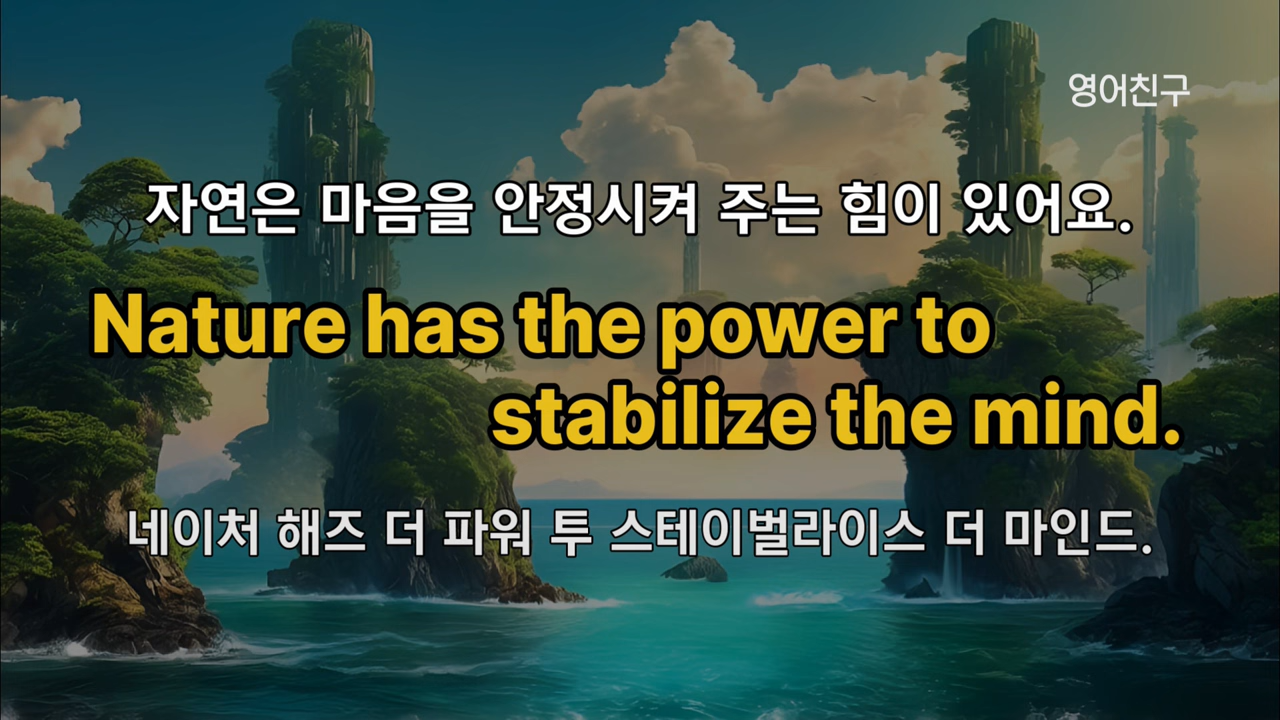 영어친구
자연은 마음을 안정시켜 주는 힘이 있어요.
Nature has the power to
stabilize the mind.
네이처 해즈 더 파워 투 스테이벌라이스 더 마인드.